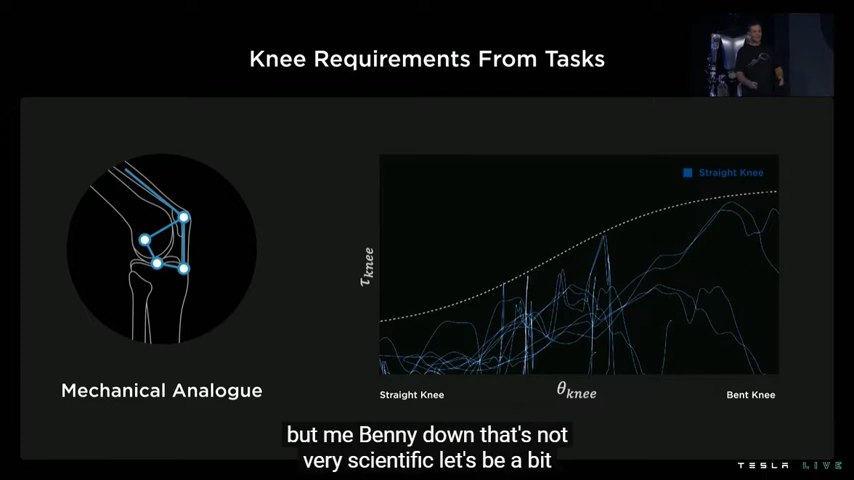 Knee Requirements From Tasks
Straight Knee
τknee
Mechanical Analogue
Straight Knee
θknee
Bent Knee
but me Benny down that's not
very scientific let's be a bit
TESLA LIVE